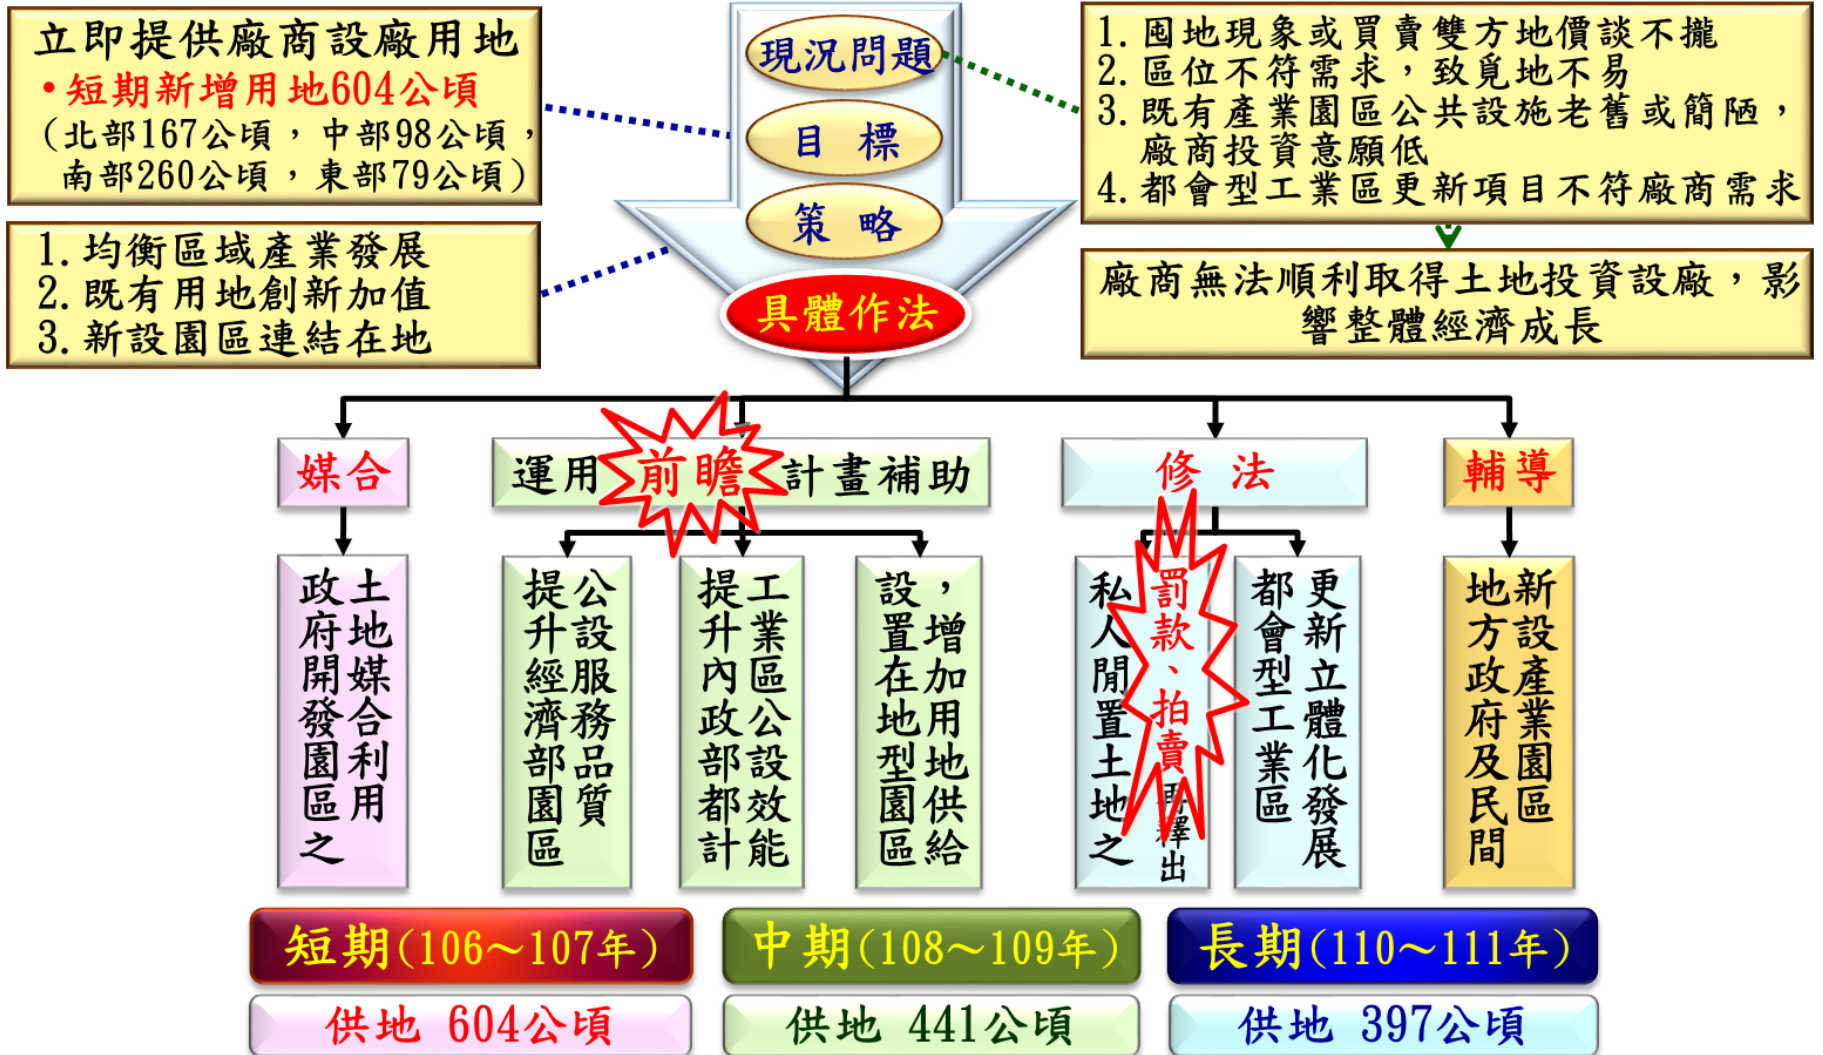 立即提供廠商設廠用地
•短期新增用地604公頃
(北部167公頃，中部98公頃，
南部260公頃，東部79公頃)
1.均衡區域產業發展
2.既有用地創新加值
3.新設園區連結在地
現況問題
目 標
策 略
具體作法
1.囤地現象或買賣雙方地價談不攏
2.區位不符需求，致覓地不易
3.既有產業園區公共設施老舊或簡陋，
廠商投資意願低
4.都會型工業區更新項目不符廠商需求
廠商無法順利取得土地投資設廠，影
響整體經濟成長
媒合
運用前瞻計畫補助
修 法
輔導
政府開發園區之
土地媒合利用
提升經濟部園區
公設服務品質
提升內政部都計
工業區公設效能
設置在地型園區
，增加用地供給
私人閒置土地之
罰款、拍賣再釋出
都會型工業區
更新立體化發展
地方政府及民間
新設產業園區
短期(106～107年)
中期(108～109年)
長期(110～111年)
供地 604公頃
供地 441公頃
供地 397公頃